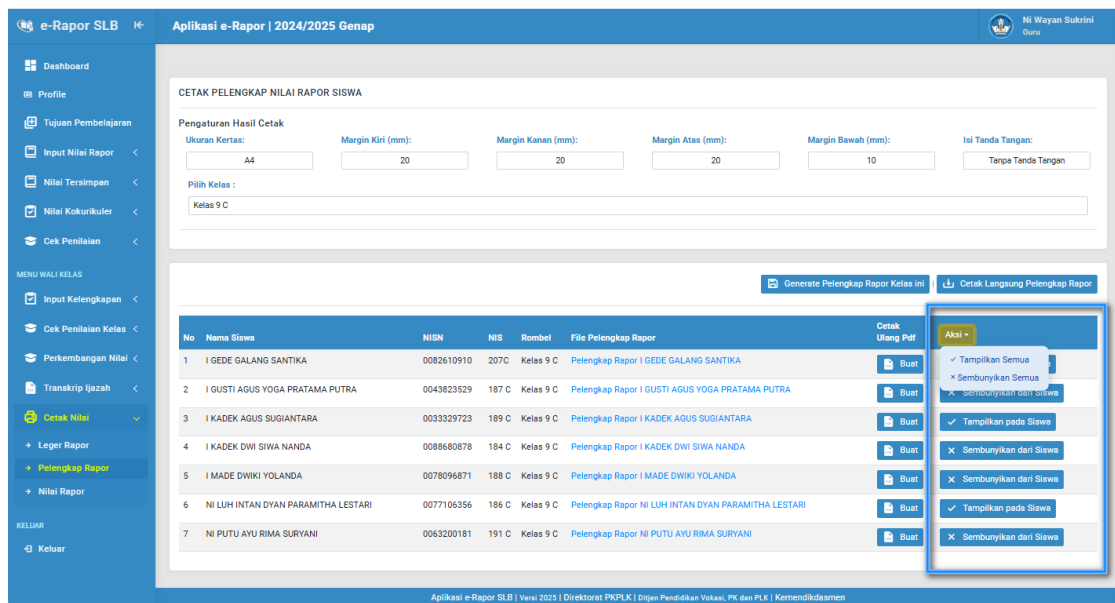 e-Rapor SLB
Aplikasi e-Rapor | 2024/2025 Genap
Ni Wayan Sukrini
Guru
Dashboard
Profile
Tujuan Pembelajaran
Input Nilai Rapor
Nilai Tersimpan
Nilai Kokurikuler
Cek Penilaian
MENU WALI KELAS
Input Kelengkapan
Cek Penilaian Kelas
Perkembangan Nilai
Transkrip Ijazah
Cetak Nilai
Leger Rapor
Pelengkap Rapor
Nilai Rapor
KELUAR
Keluar
CETAK PELENGKAP NILAI RAPOR SISWA
Pengaturan Hasil Cetak
Ukuran Kertas: Margin Kiri (mm): Margin Kanan (mm): Margin Atas (mm): Margin Bawah (mm): Isi Tanda Tangan:
A4 20 20 20 10 Tanpa Tanda Tangan
Pilih Kelas :
Kelas 9 C
Generate Pelengkap Rapor Kelas ini | Cetak Langsung Pelengkap Rapor
No Nama Siswa NISN NIS Rombel File Pelengkap Rapor Cetak Ulang Pdf Aksi
Tampilkan Semua
Sembunyikan Semua
1 I GEDE GALANG SANTIKA 0082610910 207C Kelas 9 C Pelengkap Rapor I GEDE GALANG SANTIKA Buat
2 I GUSTI AGUS YOGA PRATAMA PUTRA 0043823529 187 C Kelas 9 C Pelengkap Rapor I GUSTI AGUS YOGA PRATAMA PUTRA Buat Sembunyikan dari Siswa
3 I KADEK AGUS SUGIANTARA 0033329723 189 C Kelas 9 C Pelengkap Rapor I KADEK AGUS SUGIANTARA Buat Tampilkan pada Siswa
4 I KADEK DWI SIWA NANDA 0088680878 184 C Kelas 9 C Pelengkap Rapor I KADEK DWI SIWA NANDA Buat Sembunyikan dari Siswa
5 I MADE DWIKI YOLANDA 0078096871 188 C Kelas 9 C Pelengkap Rapor I MADE DWIKI YOLANDA Buat Sembunyikan dari Siswa
6 NI LUH INTAN DYAN PARAMITHA LESTARI 0077106356 186 C Kelas 9 C Pelengkap Rapor NI LUH INTAN DYAN PARAMITHA LESTARI Buat Tampilkan pada Siswa
7 NI PUTU AYU RIMA SURYANI 0063200181 191 C Kelas 9 C Pelengkap Rapor NI PUTU AYU RIMA SURYANI Buat Sembunyikan dari Siswa
Aplikasi e-Rapor SLB | Versi 2025 | Direktorat PKPLK | Ditjen Pendidikan Vokasi, PK dan PLK | Kemendikdasmen